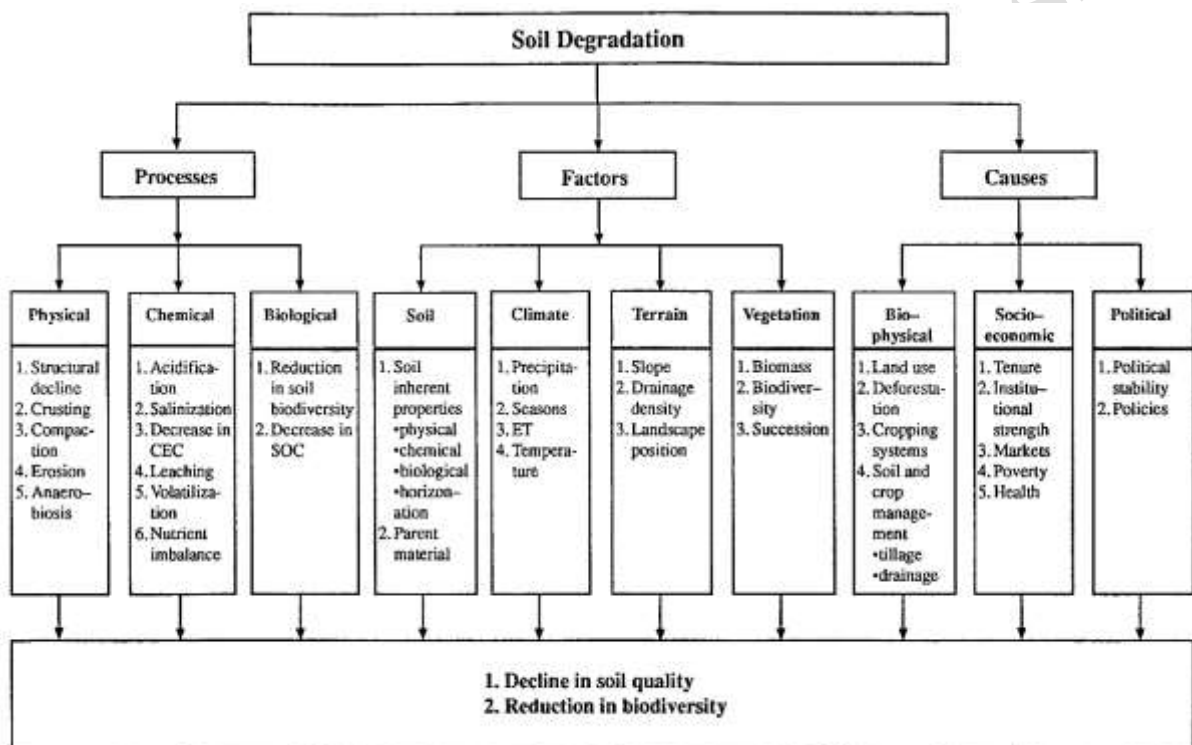 Soil Degradation
Processes
Factors
Causes
Physical
1. Structural
decline
2. Crusting
3. Compac-
tion
4. Erosion
5. Anaero-
biosis
Chemical
1. Acidifica-
tion
2. Salinization
3. Decrease in
CEC
4. Leaching
5. Volatiliza-
tion
6. Nutrient
imbalance
Biological
1. Reduction
in soil
biodiversity
2. Decrease in
SOC
Soil
1. Soil
inherent
properties
•physical
•chemical
•biological
•horizon-
ation
2. Parent
material
Climate
1. Precipita-
tion
2. Seasons
3. ET
4. Tempera-
ture
Terrain
1. Slope
2. Drainage
density
3. Landscape
position
Vegetation
1. Biomass
2. Biodiver-
sity
3. Succession
Bio–
physical
1. Land use
2. Deforesta-
tion
3. Cropping
systems
4. Soil and
crop
manage-
ment
•tillage
•drainage
Socio–
economic
1. Tenure
2. Institu-
tional
strength
3. Markets
4. Poverty
5. Health
Political
1. Political
stability
2. Policies
1. Decline in soil quality
2. Reduction in biodiversity